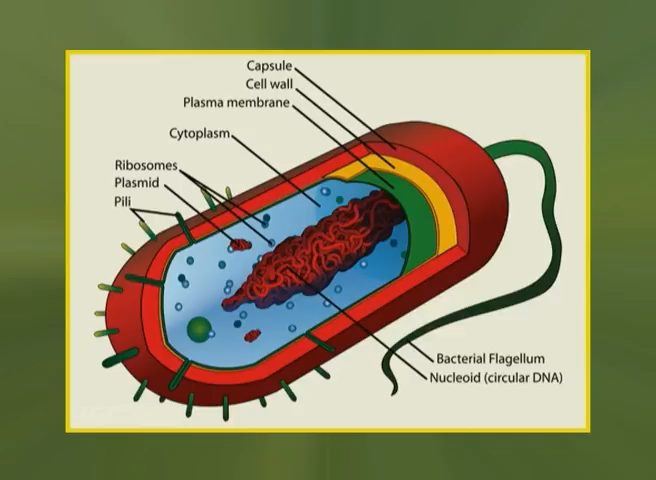 Capsule
Cell wall
Plasma membrane
Cytoplasm
Ribosomes
Plasmid
Pili
Bacterial Flagellum
Nucleoid (circular DNA)